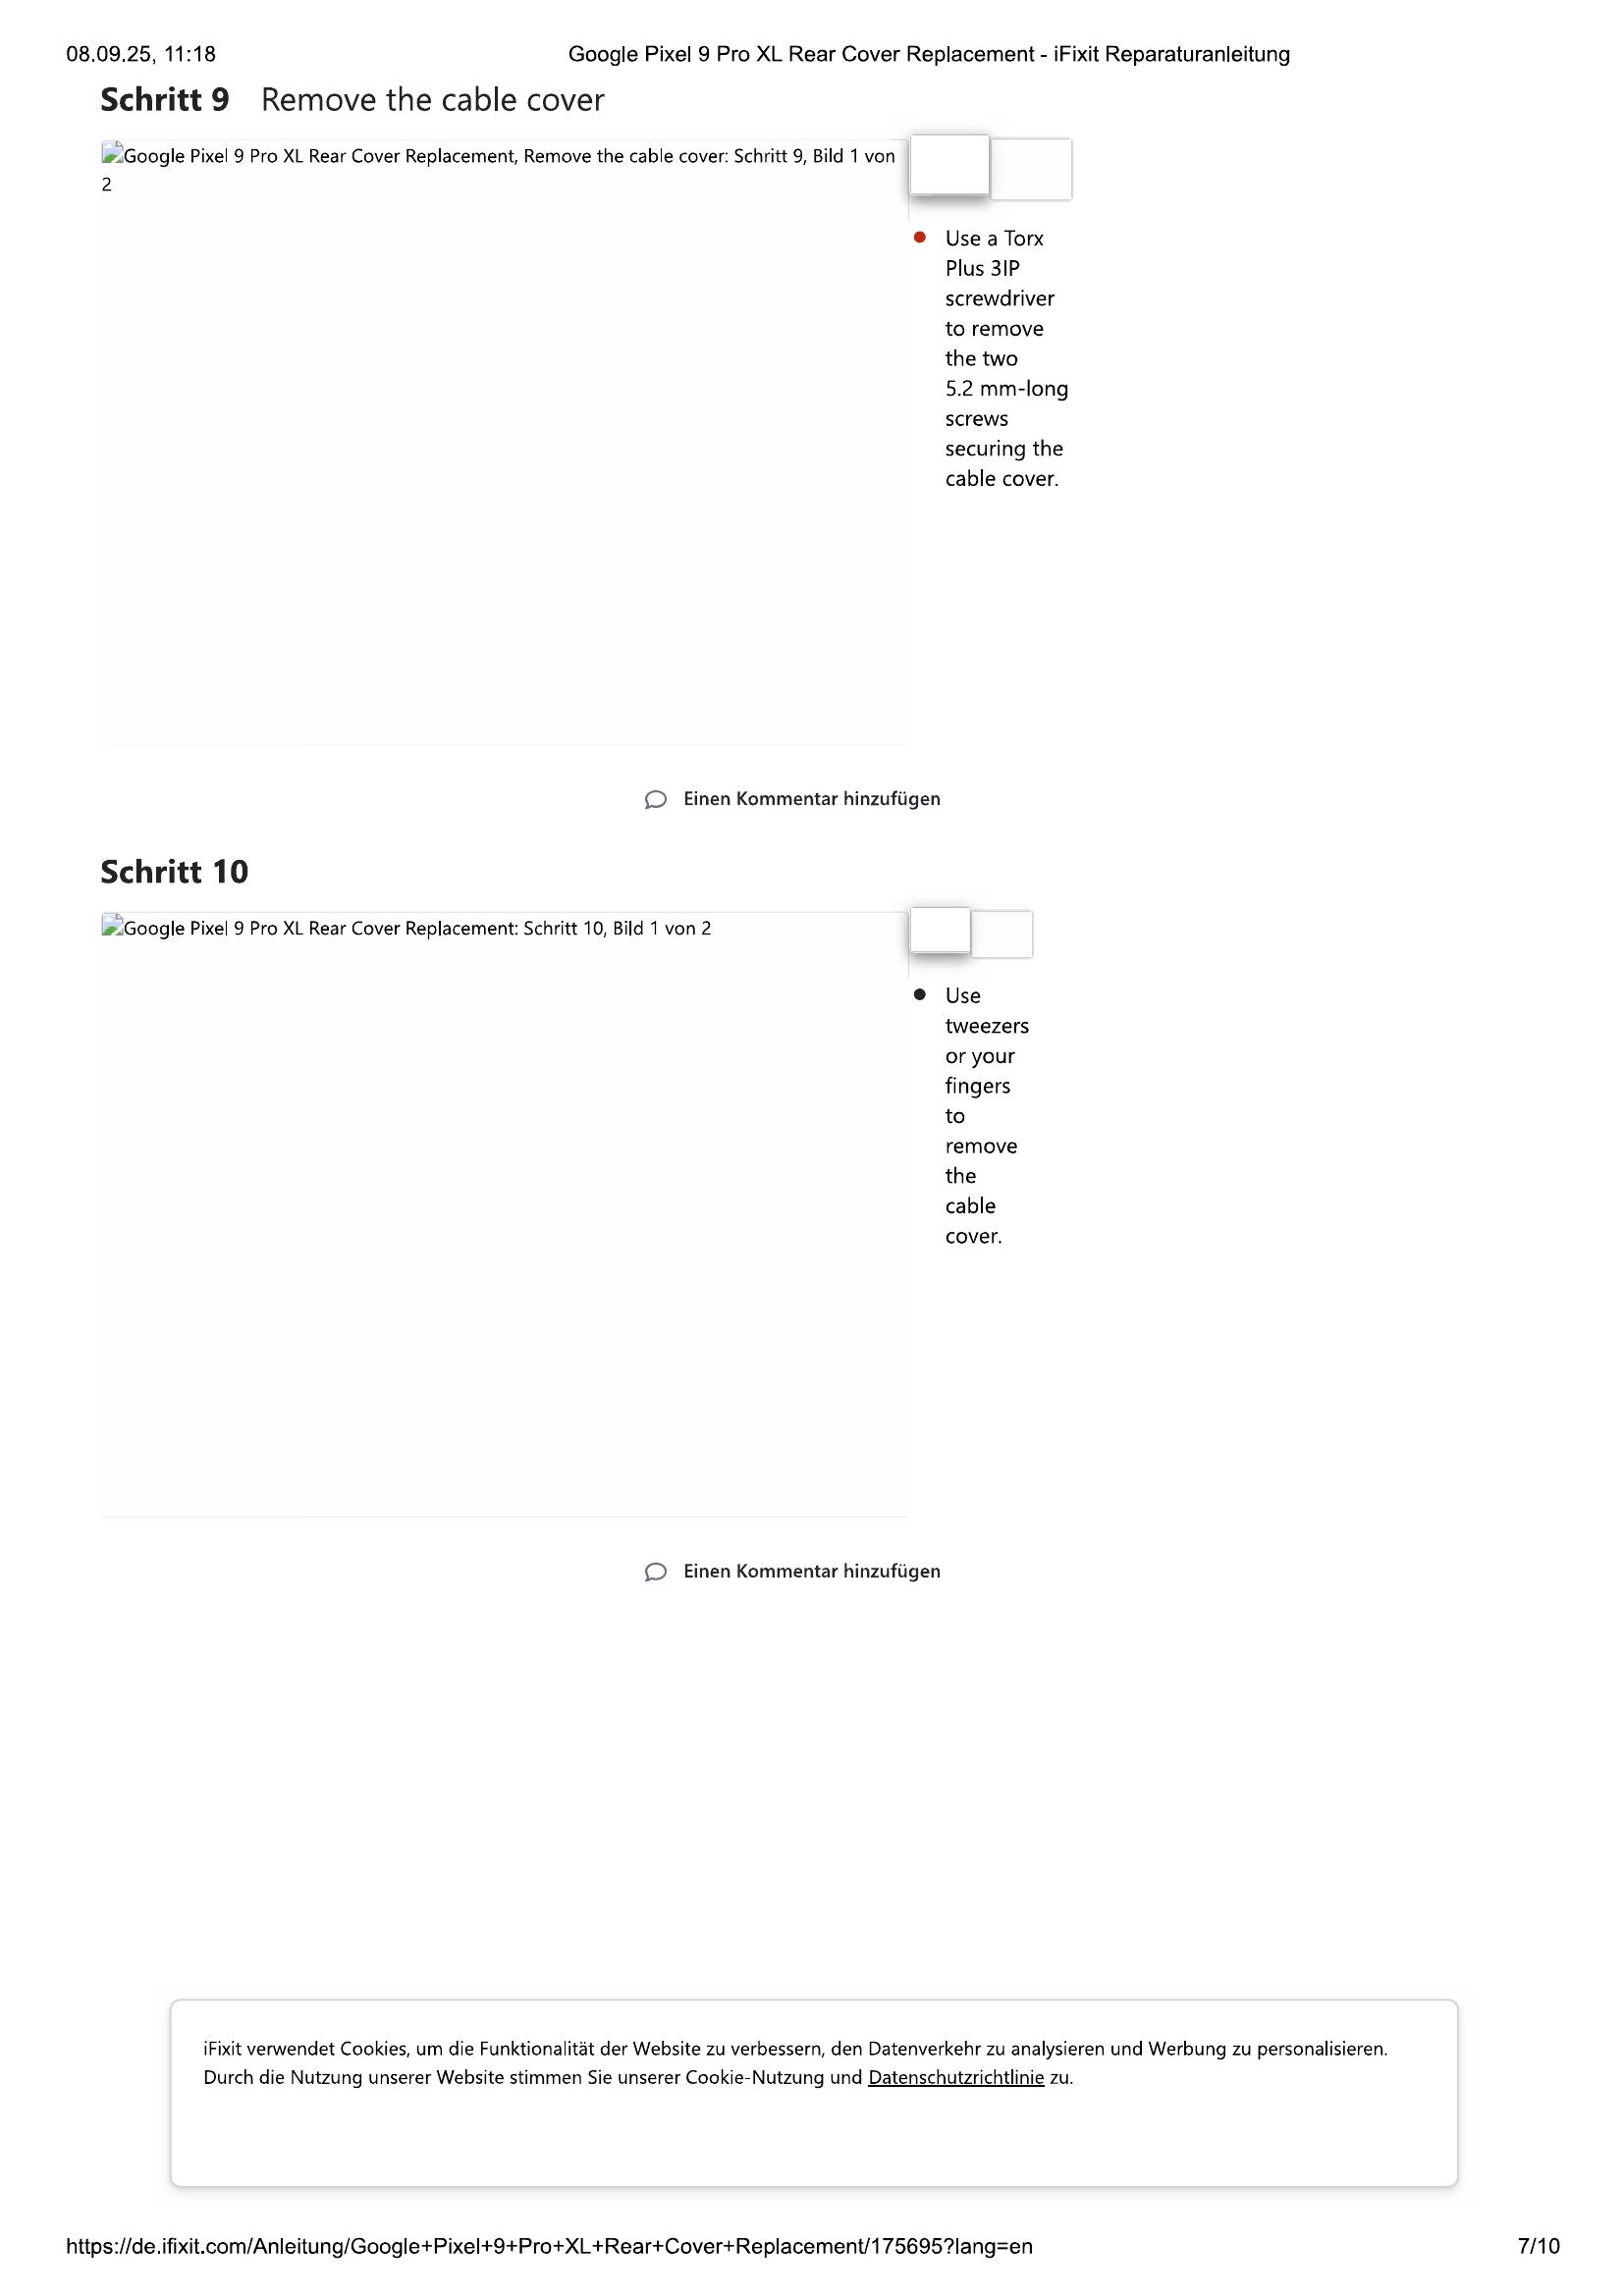 08.09.25, 11:18
Google Pixel 9 Pro XL Rear Cover Replacement - iFixit Reparaturanleitung
Schritt 9 Remove the cable cover
Google Pixel 9 Pro XL Rear Cover Replacement, Remove the cable cover: Schritt 9, Bild 1 von
2
Use a Torx
Plus 3IP
screwdriver
to remove
the two
5.2 mm-long
screws
securing the
cable cover.
Einen Kommentar hinzufügen
Schritt 10
Google Pixel 9 Pro XL Rear Cover Replacement: Schritt 10, Bild 1 von 2
Use
tweezers
or your
fingers
to
remove
the
cable
cover.
Einen Kommentar hinzufügen
iFixit verwendet Cookies, um die Funktionalität der Website zu verbessern, den Datenverkehr zu analysieren und Werbung zu personalisieren.
Durch die Nutzung unserer Website stimmen Sie unserer Cookie-Nutzung und Datenschutzrichtlinie zu.
https://de.ifixit.com/Anleitung/Google+Pixel+9+Pro+XL+Rear+Cover+Replacement/175695?lang=en
7/10